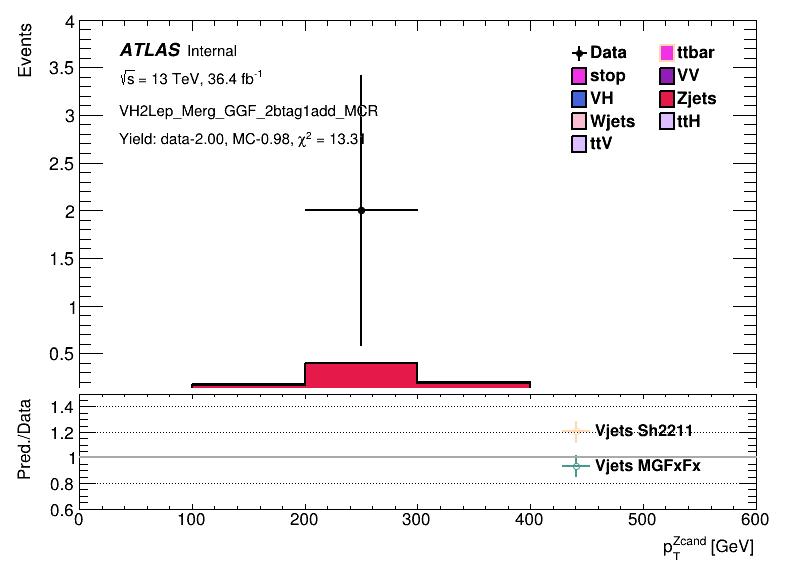 Events
4
3.5
3
2.5
2
1.5
1
0.5
ATLAS Internal
√s = 13 TeV, 36.4 fb⁻¹
VH2Lep_Merg_GGF_2btag1add_MCR
Yield: data-2.00, MC-0.98, χ² = 13.31
Data
ttbar
stop
VV
VH
Zjets
Wjets
ttH
ttV
Pred./Data
1.4
1.2
1
0.8
0.6
Vjets Sh2211
Vjets MGFxFx
0 100 200 300 400 500 600
p_T^Zcand [GeV]